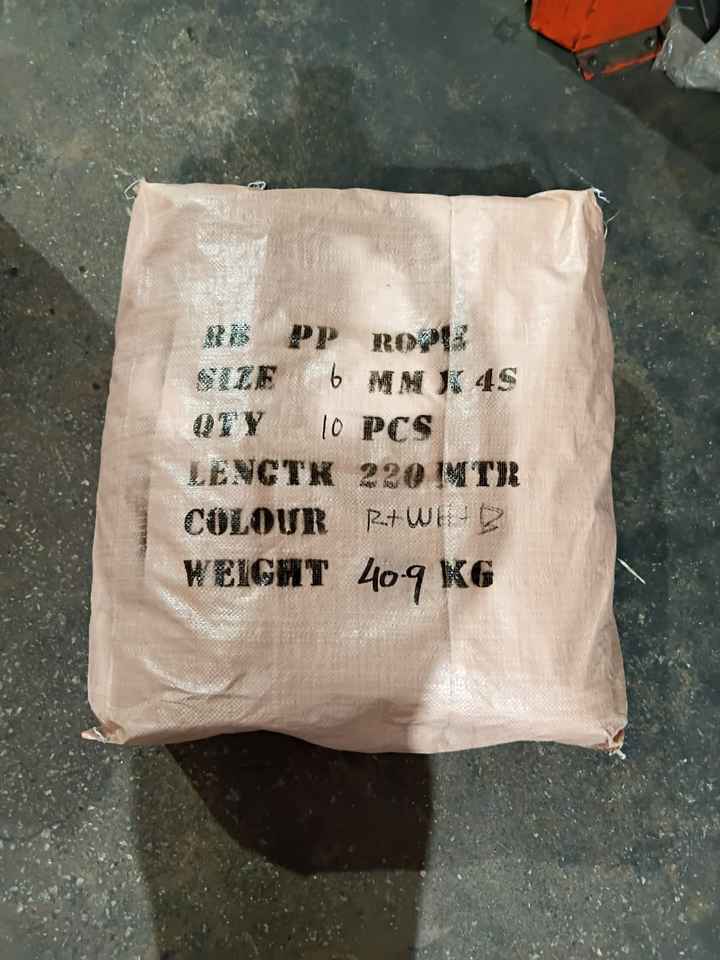 RB PP ROPE
SIZE 6 MM X 4S
QTY 10 PCS
LENGTH 220 MTR
COLOUR R+WH+B
WEIGHT 40.9 KG